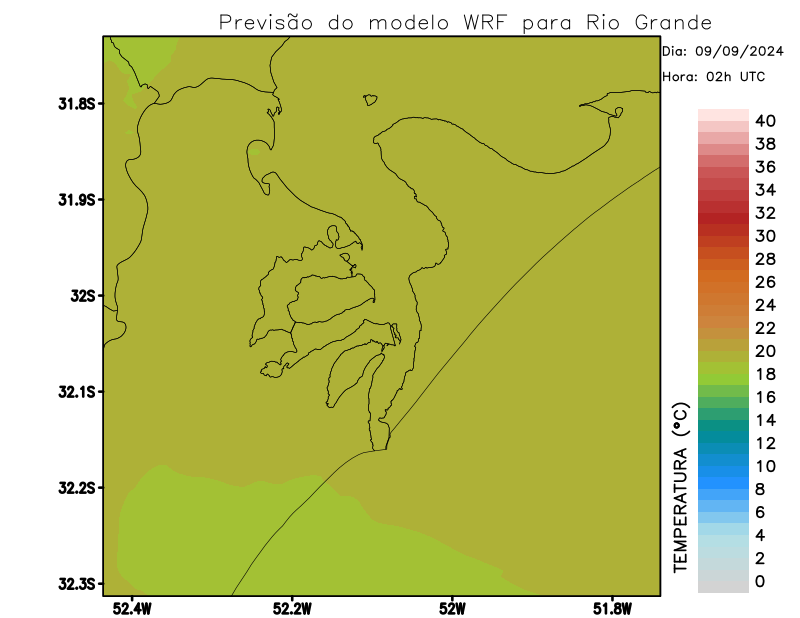 Previsão do modelo WRF para Rio Grande
Dia: 09/09/2024
Hora: 02h UTC
31.8S
31.9S
32S
32.1S
32.2S
32.3S
52.4W
52.2W
52W
51.8W
TEMPERATURA (°C)
40
38
36
34
32
30
28
26
24
22
20
18
16
14
12
10
8
6
4
2
0